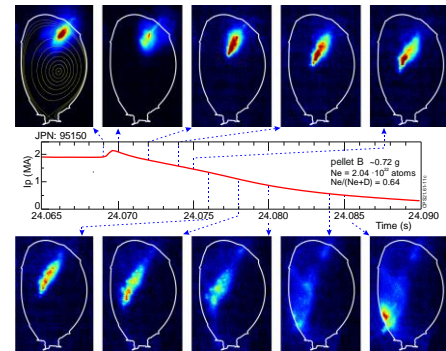 JPN: 95150
Ip (MA)
2
1
0
pellet B ~0.72 g
Ne = 2.04 ·10²² atoms
Ne/(Ne+D) = 0.64
24.065 24.070 24.075 24.080 24.085 24.090
Time (s)